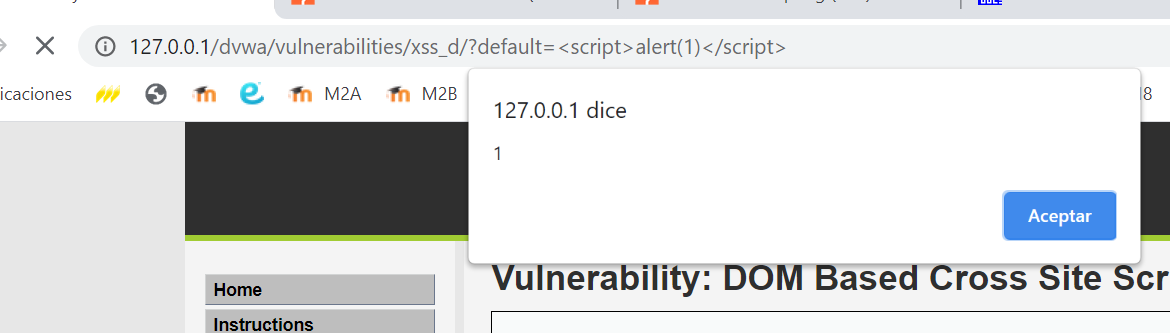 127.0.0.1/dvwa/vulnerabilities/xss_d/?default=<script>alert(1)</script>
icaciones
M2A
M2B
127.0.0.1 dice
1
Aceptar
Vulnerability: DOM Based Cross Site Scr
Home
Instructions